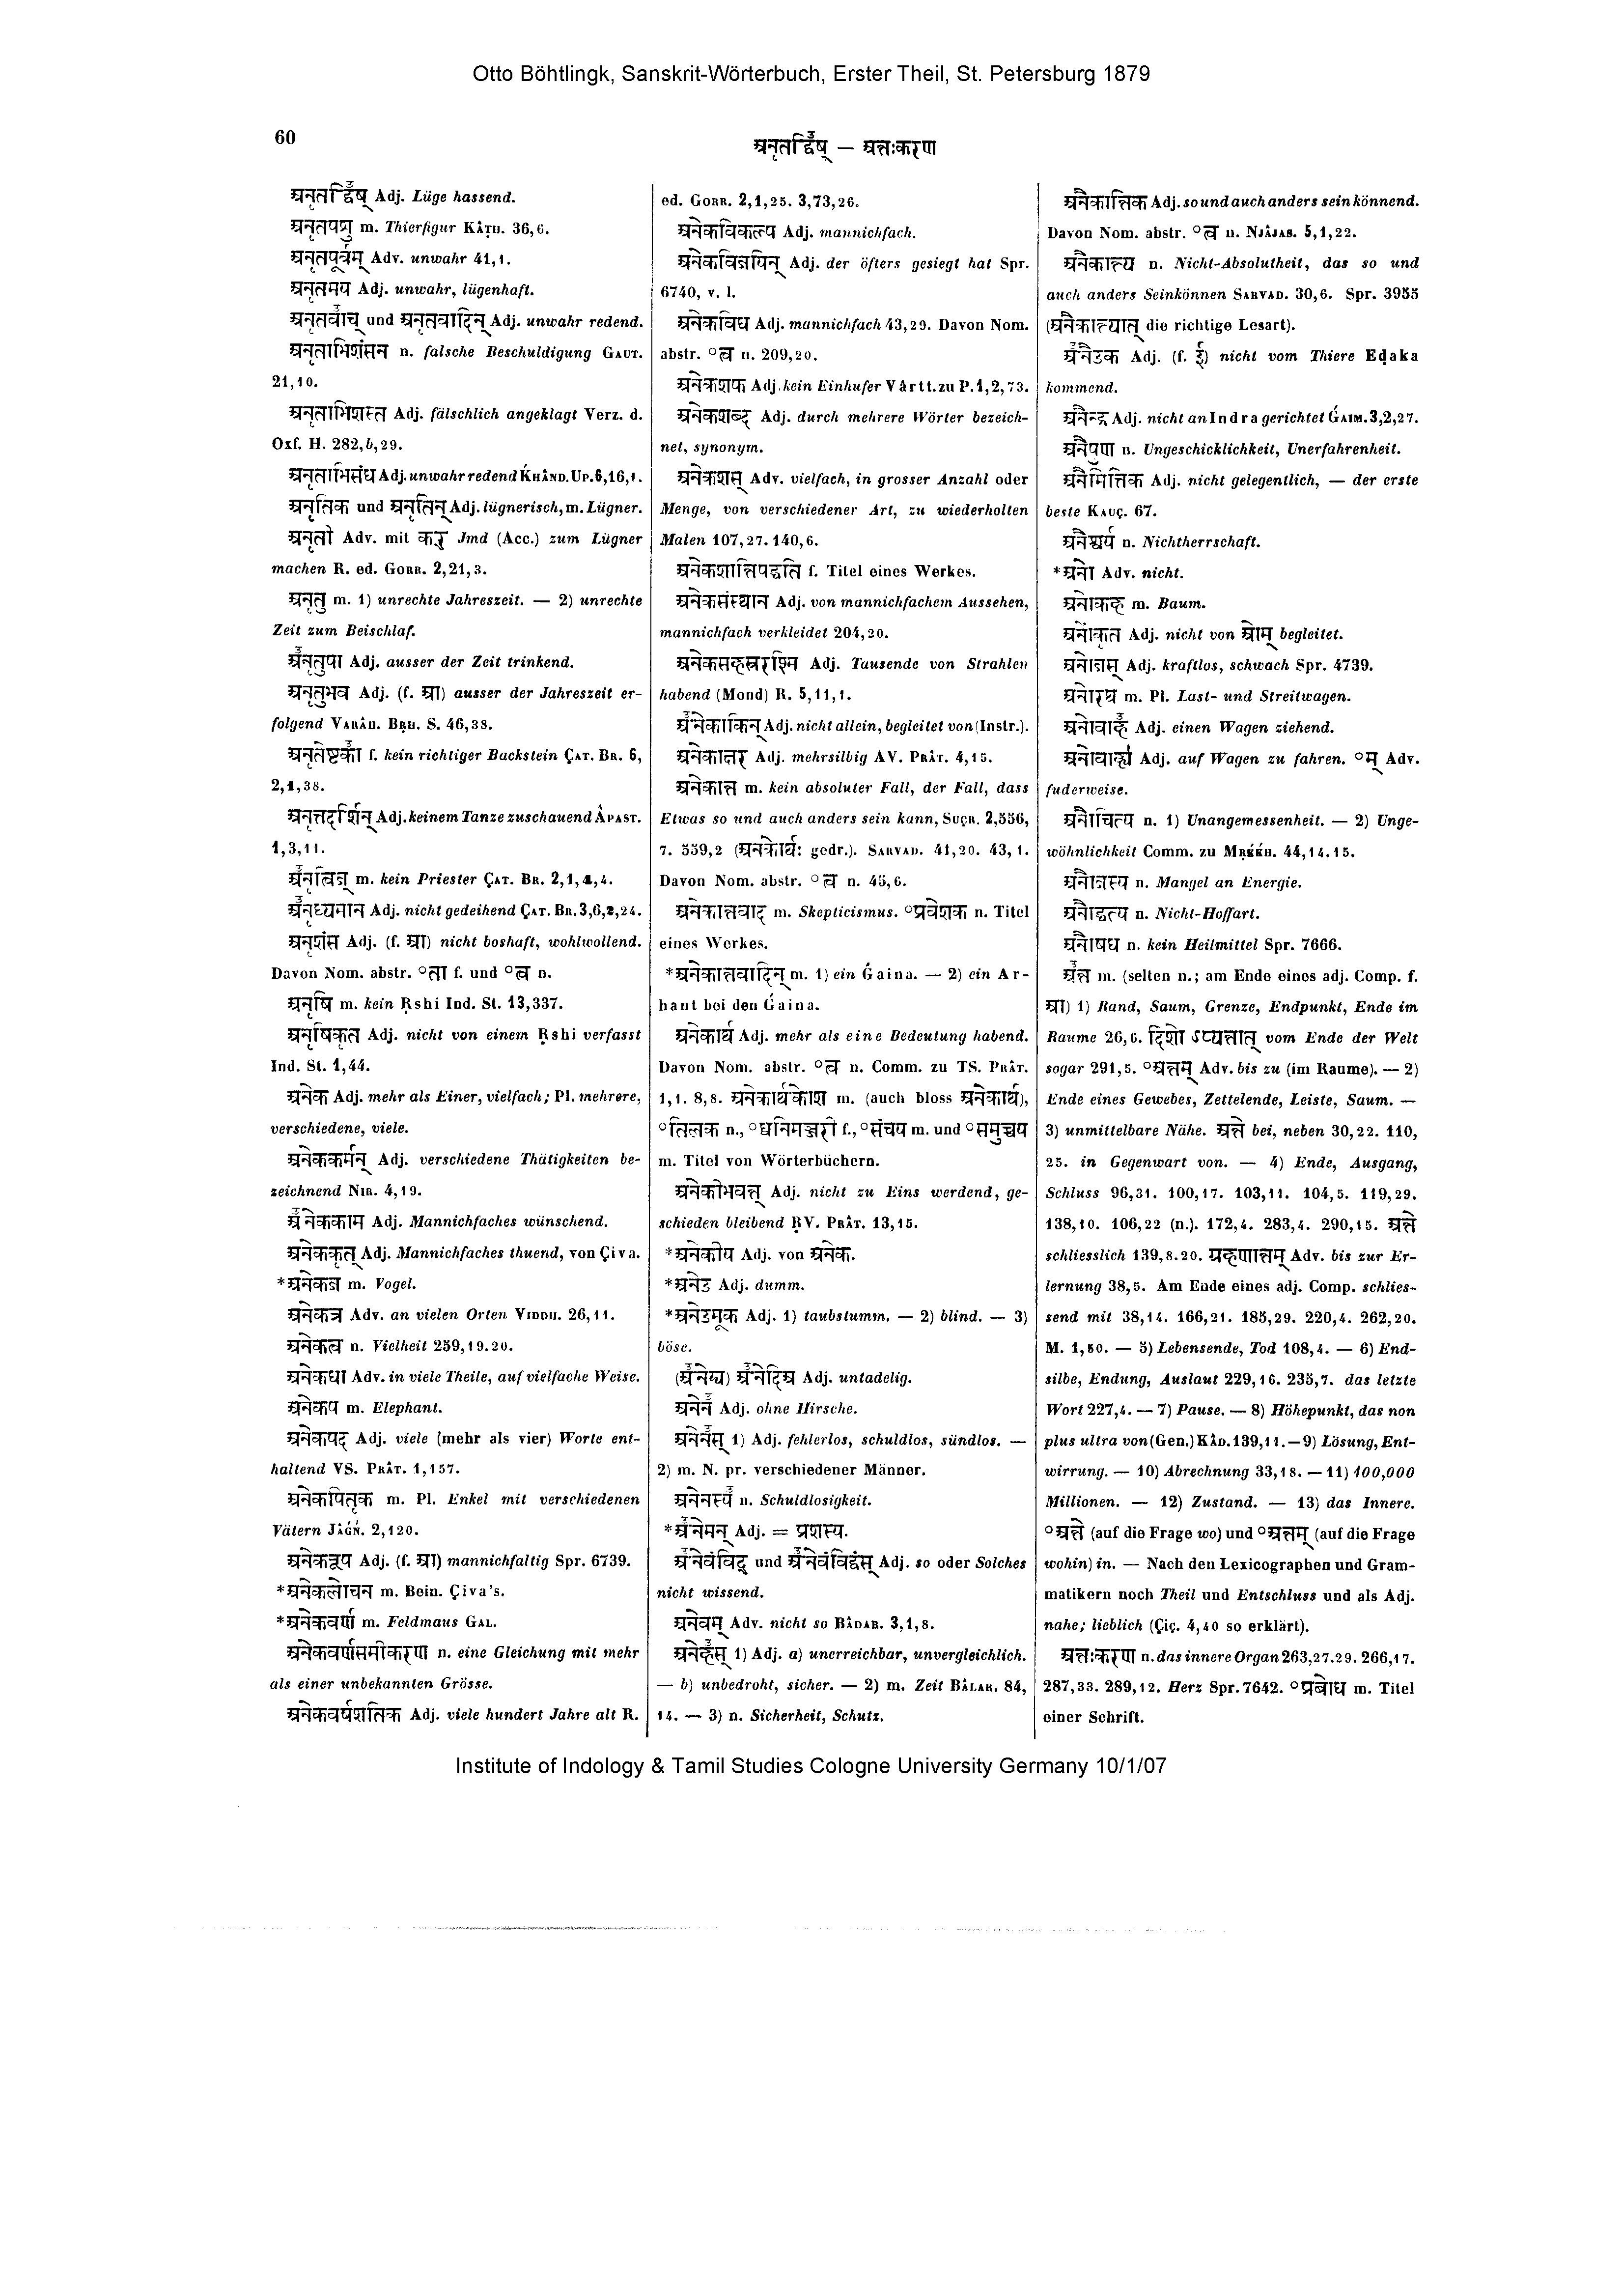 Otto Böhtlingk, Sanskrit-Wörterbuch, Erster Theil, St. Petersburg 1879
60
अनृतद्विष् — अन्तःकरण
अनृतद्विष् Adj. Lüge hassend.
अनृतपशु m. Thierfigur Kāṭh. 36,6.
अनृतपूर्वम् Adv. unwahr 41,1.
अनृतमय Adj. unwahr, lügenhaft.
अनृतवाच् und अनृतवादिन् Adj. unwahr redend.
अनृताभिशंसन n. falsche Beschuldigung Gaut.
21,10.
अनृताभिशस्त Adj. fälschlich angeklagt Verz. d.
Oxf. H. 282,b,29.
अनृताभिसंध Adj. unwahr redend Ḱhând. Up. 6,16,1.
अनृतिक und अनृतिन् Adj. lügnerisch, m. Lügner.
अनृती Adv. mit कर् Jmd (Acc.) zum Lügner
machen R. ed. Gorr. 2,21,3.
अनृतु m. 1) unrechte Jahreszeit. — 2) unrechte
Zeit zum Beischlaf.
अनृतुपा Adj. ausser der Zeit trinkend.
अनृतुभव Adj. (f. आ) ausser der Jahreszeit er-
folgend Varâh. Bṛh. S. 46,38.
अनृतेष्टका f. kein richtiger Backstein Çat. Br. 6,
2,1,38.
अनृत्तदर्शिन् Adj. keinem Tanze zuschauend Âpast.
1,3,11.
अनृत्विज् m. kein Priester Çat. Br. 2,1,4,4.
अनृध्यमान Adj. nicht gedeihend Çat. Br. 3,6,2,24.
अनृशंस Adj. (f. आ) nicht boshaft, wohlwollend.
Davon Nom. abstr. °ता f. und °त्व n.
अनृषि m. kein Ṛshi Ind. St. 13,337.
अनृषिकृत Adj. nicht von einem Ṛshi verfasst
Ind. St. 1,44.
अनेक Adj. mehr als Einer, vielfach; Pl. mehrere,
verschiedene, viele.
अनेककर्मन् Adj. verschiedene Thätigkeiten be-
zeichnend Nir. 4,19.
अनेककाम Adj. Mannichfaches wünschend.
अनेककृत् Adj. Mannichfaches thuend, von Çiva.
*अनेकज m. Vogel.
अनेकत्र Adv. an vielen Orten Viddh. 26,11.
अनेकत्व n. Vielheit 259,19.20.
अनेकधा Adv. in viele Theile, auf vielfache Weise.
अनेकप m. Elephant.
अनेकपद Adj. viele (mehr als vier) Worte ent-
haltend VS. Prât. 1,157.
अनेकपितृक m. Pl. Enkel mit verschiedenen
Vätern Jâǵń. 2,120.
अनेकरूप Adj. (f. आ) mannichfaltig Spr. 6739.
*अनेकलोचन m. Bein. Çiva's.
*अनेकवर्ण m. Feldmaus Gal.
अनेकवर्णसमीकरण n. eine Gleichung mit mehr
als einer unbekannten Grösse.
अनेकवर्षशतिक Adj. viele hundert Jahre alt R.
ed. Gorr. 2,1,25. 3,73,26.
अनेकविकल्प Adj. mannichfach.
अनेकविजयिन् Adj. der öfters gesiegt hat Spr.
6740, v. l.
अनेकविध Adj. mannichfach 43,29. Davon Nom.
abstr. °त्व n. 209,20.
अनेकशफ Adj. kein Einhufer Vârtt. zu P. 1,2,73.
अनेकशब्द Adj. durch mehrere Wörter bezeich-
net, synonym.
अनेकशस् Adv. vielfach, in grosser Anzahl oder
Menge, von verschiedener Art, zu wiederholten
Malen 107,27. 140,6.
अनेकशान्तिपद्धति f. Titel eines Werkes.
अनेकसंस्थान Adj. von mannichfachem Aussehen,
mannichfach verkleidet 204,20.
अनेकसहस्ररश्मि Adj. Tausende von Strahlen
habend (Mond) R. 5,11,1.
अनेकाकिन् Adj. nicht allein, begleitet von (Instr.).
अनेकाक्षर Adj. mehrsilbig AV. Prât. 4,15.
अनेकान्त m. kein absoluter Fall, der Fall, dass
Etwas so und auch anders sein kann, Suçr. 2,556,
7. 559,2 (अनेकार्थः gedr.). Sarvad. 41,20. 43,1.
Davon Nom. abstr. °त्व n. 45,6.
अनेकान्तवाद m. Skepticismus. °प्रवेशक n. Titel
eines Werkes.
*अनेकान्तवादिन् m. 1) ein Ǵaina. — 2) ein Ar-
hant bei den Ǵaina.
अनेकार्थ Adj. mehr als eine Bedeutung habend.
Davon Nom. abstr. °त्व n. Comm. zu TS. Prât.
1,1. 8,8. अनेकार्थकोश m. (auch bloss अनेकार्थ),
°तिलक n., °ध्वनिमञ्जरी f., °संचय m. und °समुच्चय
m. Titel von Wörterbüchern.
अनेकीभवत् Adj. nicht zu Eins werdend, ge-
schieden bleibend ṚV. Prât. 13,15.
*अनेकीय Adj. von अनेक.
*अनेड Adj. dumm.
*अनेडमूक Adj. 1) taubstumm. — 2) blind. — 3)
böse.
(अनेद्य) अनेदिअ Adj. untadelig.
अनेन Adj. ohne Hirsche.
अनेनस् 1) Adj. fehlerlos, schuldlos, sündlos. —
2) m. N. pr. verschiedener Männer.
अनेनस्य n. Schuldlosigkeit.
*अनेमन् Adj. = प्रशस्य.
अनेवंविद् und अनेवंविद्वंस् Adj. so oder Solches
nicht wissend.
अनेवम् Adv. nicht so Bâdar. 3,1,8.
अनेहस् 1) Adj. a) unerreichbar, unvergleichlich.
— b) unbedroht, sicher. — 2) m. Zeit Bâlar. 84,
14. — 3) n. Sicherheit, Schutz.
अनैकान्तिक Adj. so und auch anders sein könnend.
Davon Nom. abstr. °त्व n. Njâjas. 5,1,22.
अनैकान्त्य n. Nicht-Absolutheit, das so und
auch anders Seinkönnen Sarvad. 30,6. Spr. 3955
(अनैकान्त्यात् die richtige Lesart).
अनैडक Adj. (f. ई) nicht vom Thiere Eḍaka
kommend.
अनैन्द्र Adj. nicht an Indra gerichtet Ǵaim. 3,2,27.
अनैपुण n. Ungeschicklichkeit, Unerfahrenheit.
अनैमित्तिक Adj. nicht gelegentlich, — der erste
beste Kauç. 67.
अनैश्वर्य n. Nichtherrschaft.
*अनो Adv. nicht.
अनोकह m. Baum.
अनोंकृत Adj. nicht von ओम् begleitet.
अनोजस् Adj. kraftlos, schwach Spr. 4739.
अनोरथ m. Pl. Last- und Streitwagen.
अनोवाह Adj. einen Wagen ziehend.
अनोवाह्य Adj. auf Wagen zu fahren. °म् Adv.
fuderweise.
अनौचित्य n. 1) Unangemessenheit. — 2) Unge-
wöhnlichkeit Comm. zu Mṛḱḱh. 44,14.15.
अनौजस्य n. Mangel an Energie.
अनौद्धत्य n. Nicht-Hoffart.
अनौषध n. kein Heilmittel Spr. 7666.
अन्त m. (selten n.; am Ende eines adj. Comp. f.
आ) 1) Rand, Saum, Grenze, Endpunkt, Ende im
Raume 26,6. दिशो ऽप्यन्तात् vom Ende der Welt
sogar 291,5. °अन्तम् Adv. bis zu (im Raume). — 2)
Ende eines Gewebes, Zettelende, Leiste, Saum. —
3) unmittelbare Nähe. अन्ते bei, neben 30,22. 110,
25. in Gegenwart von. — 4) Ende, Ausgang,
Schluss 96,31. 100,17. 103,11. 104,5. 119,29.
138,10. 106,22 (n.). 172,4. 283,4. 290,15. अन्ते
schliesslich 139,8.20. ग्रहणान्तम् Adv. bis zur Er-
lernung 38,5. Am Ende eines adj. Comp. schlies-
send mit 38,14. 166,21. 185,29. 220,4. 262,20.
M. 1,50. — 5) Lebensende, Tod 108,4. — 6) End-
silbe, Endung, Auslaut 229,16. 235,7. das letzte
Wort 227,4. — 7) Pause. — 8) Höhepunkt, das non
plus ultra von (Gen.) Kâd. 139,11. — 9) Lösung, Ent-
wirrung. — 10) Abrechnung 33,18. — 11) 100,000
Millionen. — 12) Zustand. — 13) das Innere.
°अन्ते (auf die Frage wo) und °अन्तम् (auf die Frage
wohin) in. — Nach den Lexicographen und Gram-
matikern noch Theil und Entschluss und als Adj.
nahe; lieblich (Çiç. 4,40 so erklärt).
अन्तःकरण n. das innere Organ 263,27.29. 266,17.
287,33. 289,12. Herz Spr. 7642. °प्रबोध m. Titel
einer Schrift.
Institute of Indology & Tamil Studies Cologne University Germany 10/1/07